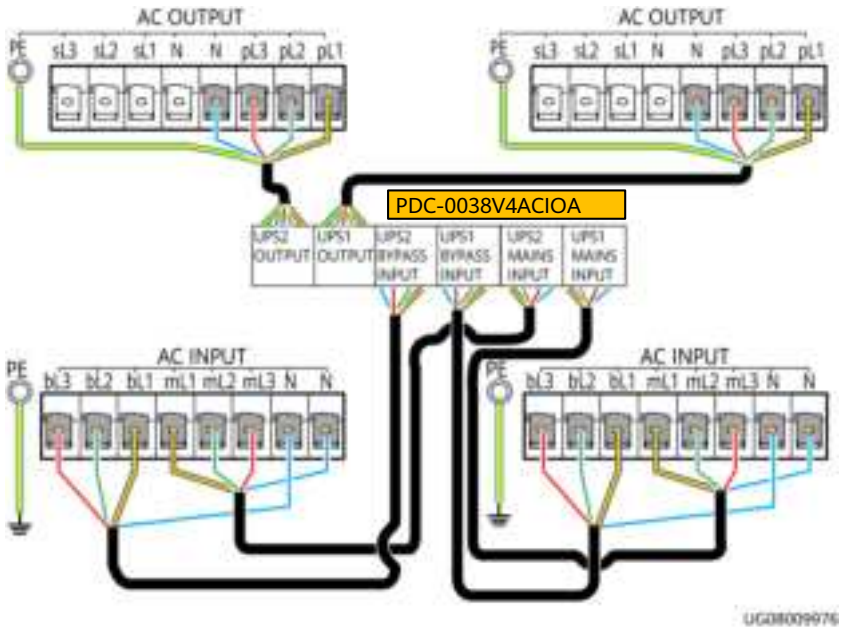 AC OUTPUT
AC OUTPUT
PE sL3 sL2 sL1 N N pL3 pL2 pL1
PE sL3 sL2 sL1 N N pL3 pL2 pL1
PDC-0038V4ACIOA
UPS2 UPS1 UPS2 UPS1 UPS2 UPS1
OUTPUT OUTPUT BYPASS BYPASS MAINS MAINS
INPUT INPUT INPUT INPUT
AC INPUT
AC INPUT
PE bL3 bL2 bL1 mL1 mL2 mL3 N N
PE bL3 bL2 bL1 mL1 mL2 mL3 N N
UG08009976